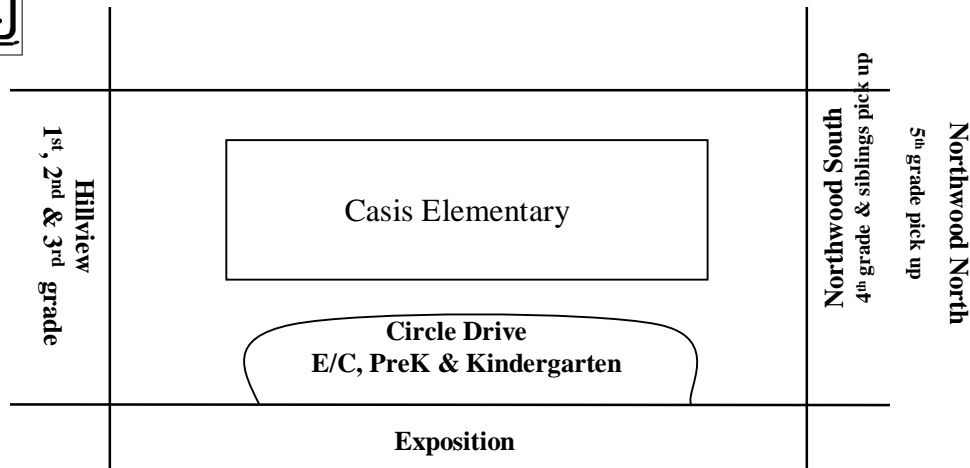 Hillview
1st, 2nd & 3rd grade
Casis Elementary
Circle Drive
E/C, PreK & Kindergarten
Exposition
Northwood South
4th grade & siblings pick up
Northwood North
5th grade pick up